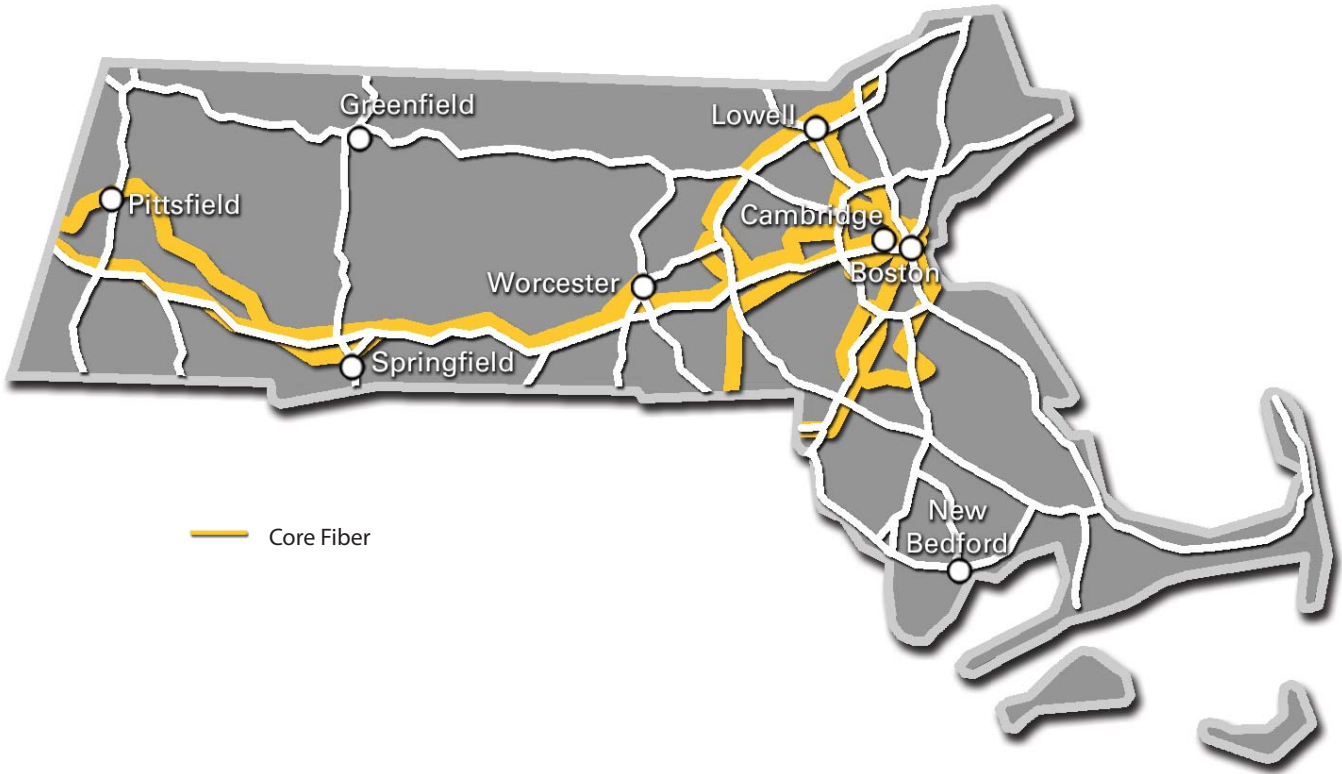 Greenfield
Lowell
Pittsfield
Cambridge
Boston
Worcester
Springfield
New
Bedford
Core Fiber